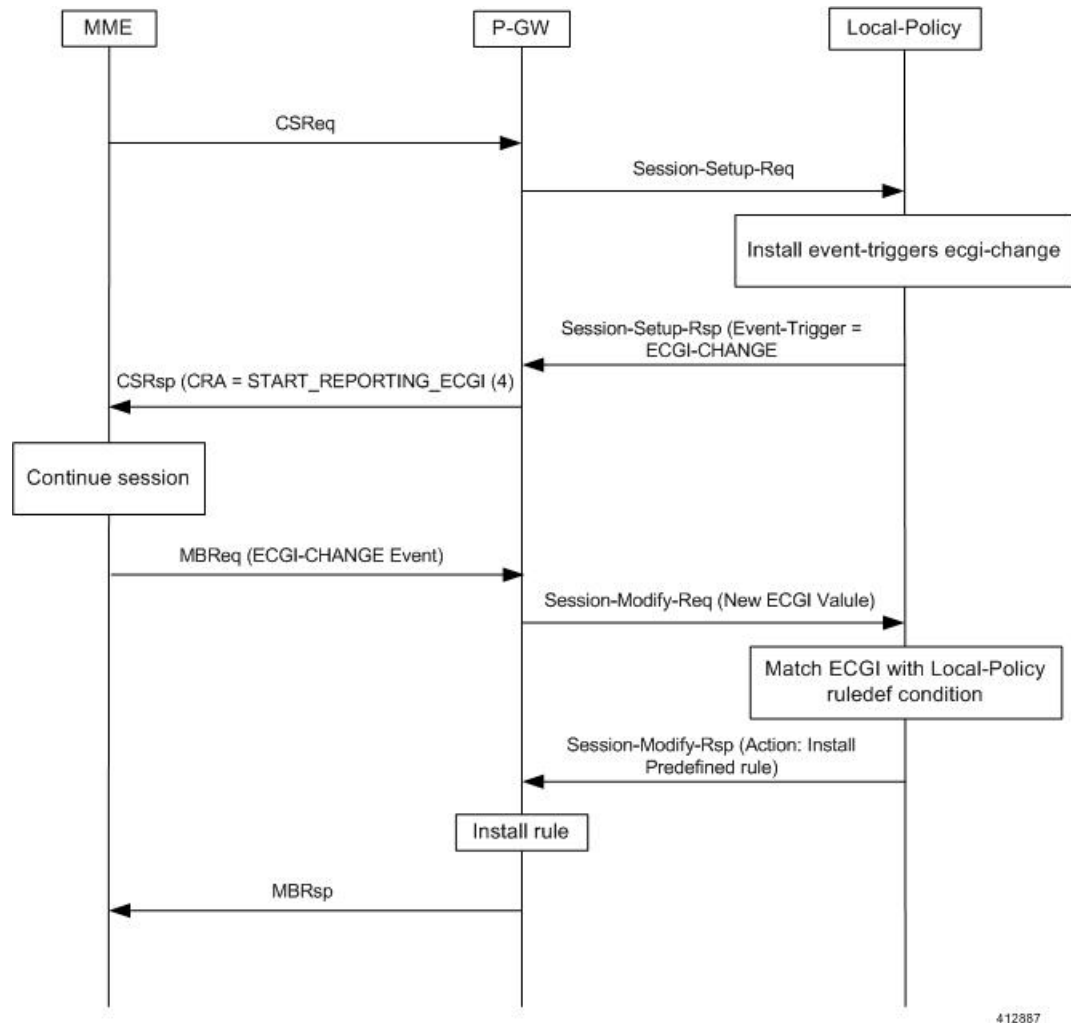 MME
P-GW
Local-Policy
CSReq
Session-Setup-Req
Install event-triggers ecgi-change
Session-Setup-Rsp (Event-Trigger =
ECGI-CHANGE
CSRsp (CRA = START_REPORTING_ECGI (4)
Continue session
MBReq (ECGI-CHANGE Event)
Session-Modify-Req (New ECGI Valule)
Match ECGI with Local-Policy
ruledef condition
Session-Modify-Rsp (Action: Install
Predefined rule)
Install rule
MBRsp
412887